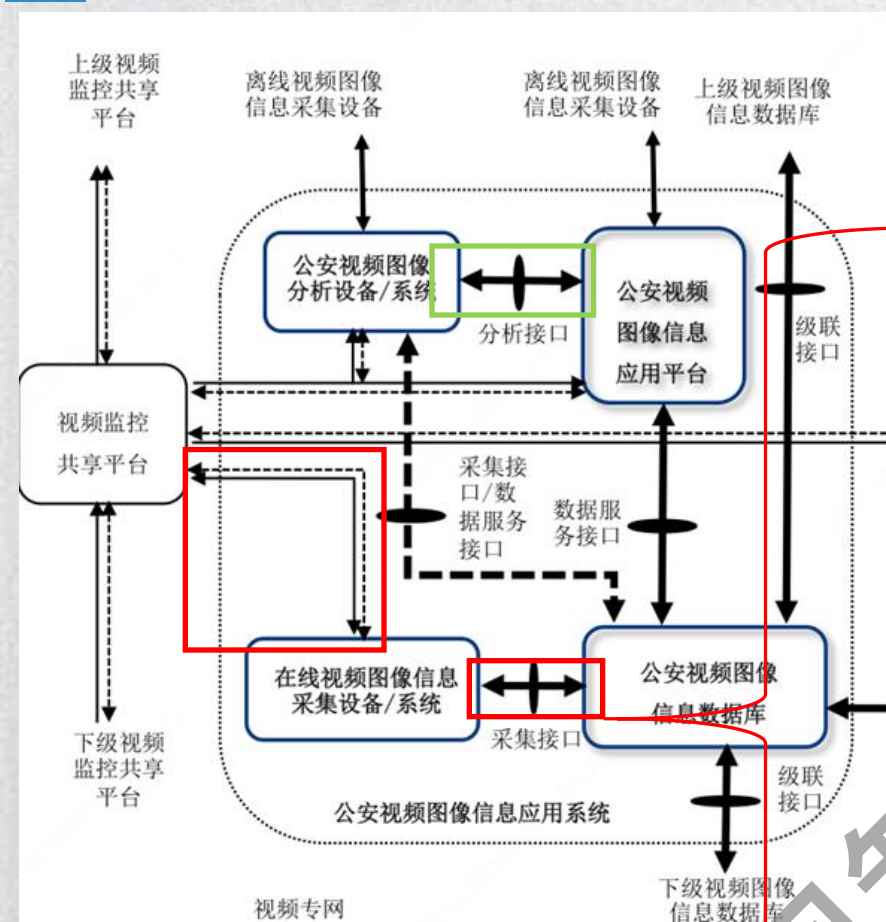 上级视频
监控共享
平台
离线视频图像
信息采集设备
离线视频图像
信息采集设备
上级视频图像
信息数据库
公安视频图像
分析设备/系统
分析接口
公安视频
图像信息
应用平台
级联
接口
视频监控
共享平台
采集接
口/数
据服务
接口
数据服
务接口
在线视频图像信息
采集设备/系统
采集接口
公安视频图像
信息数据库
下级视频
监控共享
平台
级联
接口
公安视频图像信息应用系统
下级视频图像
信息数据库
视频专网